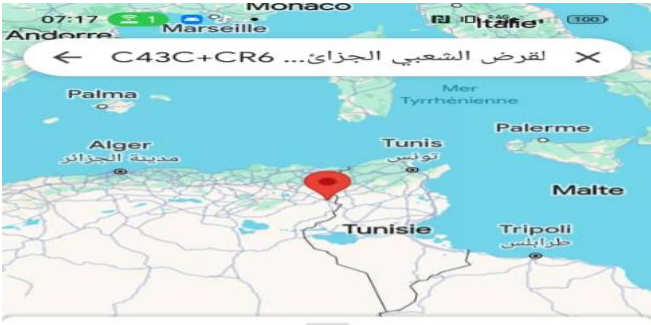 Monaco
07:17 1 Italie 100
Andorre Marseille
← C43C+CR6 ...لقرض الشعبي الجزائ ×
Palma
Mer
Tyrrhénienne
Palerme
Alger
مدينة الجزائر
Tunis
تونس
Malte
Tunisie
Tripoli
طرابلس